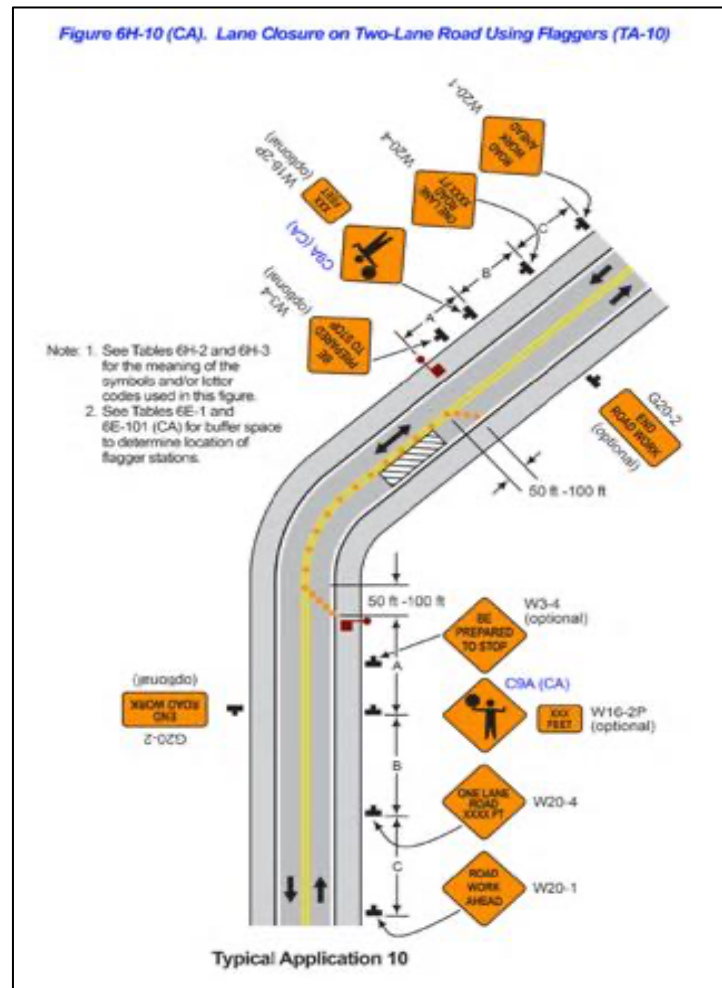 Figure 6H-10 (CA). Lane Closure on Two-Lane Road Using Flaggers (TA-10)
W20-1
ROAD
WORK
AHEAD
W20-4
ONE LANE
ROAD
XXXX FT
W16-2P
(optional)
XXX
FEET
C9A (CA)
W3-4
(optional)
BE
PREPARED
TO STOP
C
B
A
Note: 1. See Tables 6H-2 and 6H-3
for the meaning of the
symbols and/or letter
codes used in this figure.
2. See Tables 6E-1 and
6E-101 (CA) for buffer space
to determine location of
flagger stations.
G20-2
END
ROAD WORK
(optional)
50 ft -100 ft
50 ft -100 ft
W3-4
(optional)
BE
PREPARED
TO STOP
A
C9A (CA)
XXX
FEET
W16-2P
(optional)
(optional)
END
ROAD WORK
G20-2
B
ONE LANE
ROAD
XXXX FT
W20-4
C
ROAD
WORK
AHEAD
W20-1
Typical Application 10